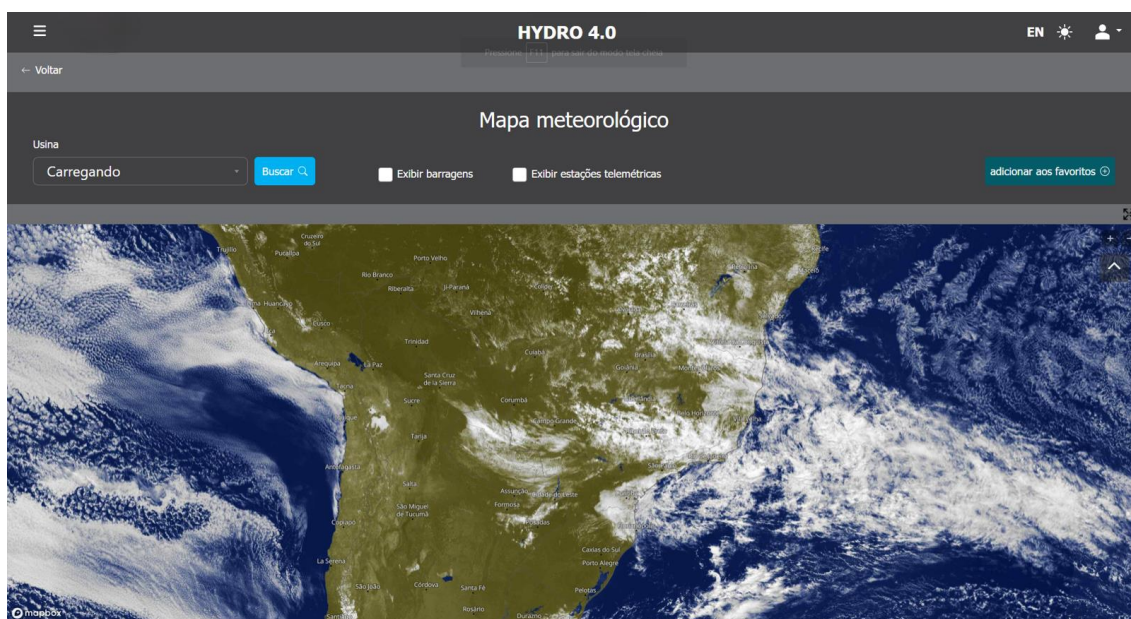 HYDRO 4.0
EN
Pressione F11 para sair do modo tela cheia
← Voltar
Mapa meteorológico
Usina
Carregando
Buscar
Exibir barragens
Exibir estações telemétricas
adicionar aos favoritos
Cruzeiro
do Sul
Trujillo
Pucallpa
Porto Velho
Rio Branco
Riberalta
Ji-Paraná
Huancayo
Vilhena
Cusco
Trinidad
Cuiabá
Brasília
Goiânia
Arequipa
La Paz
Santa Cruz
de la Sierra
Tacna
Sucre
Corumbá
Campo Grande
Tarija
Antofagasta
Salta
Assunção
Formosa
São Miguel
de Tucumã
Copiapó
Caxias do Sul
La Serena
Porto Alegre
São João
Córdova
Santa Fé
Pelotas
Rosário
Durazno
mapbox